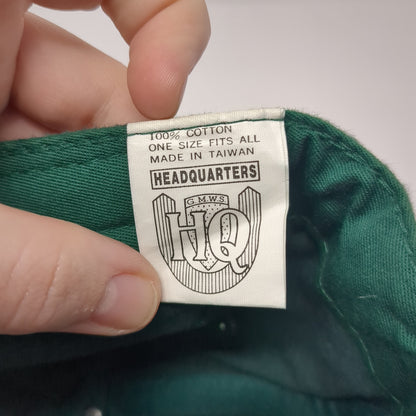 100% COTTON
ONE SIZE FITS ALL
MADE IN TAIWAN
HEADQUARTERS
G.M.W.S.
HQ